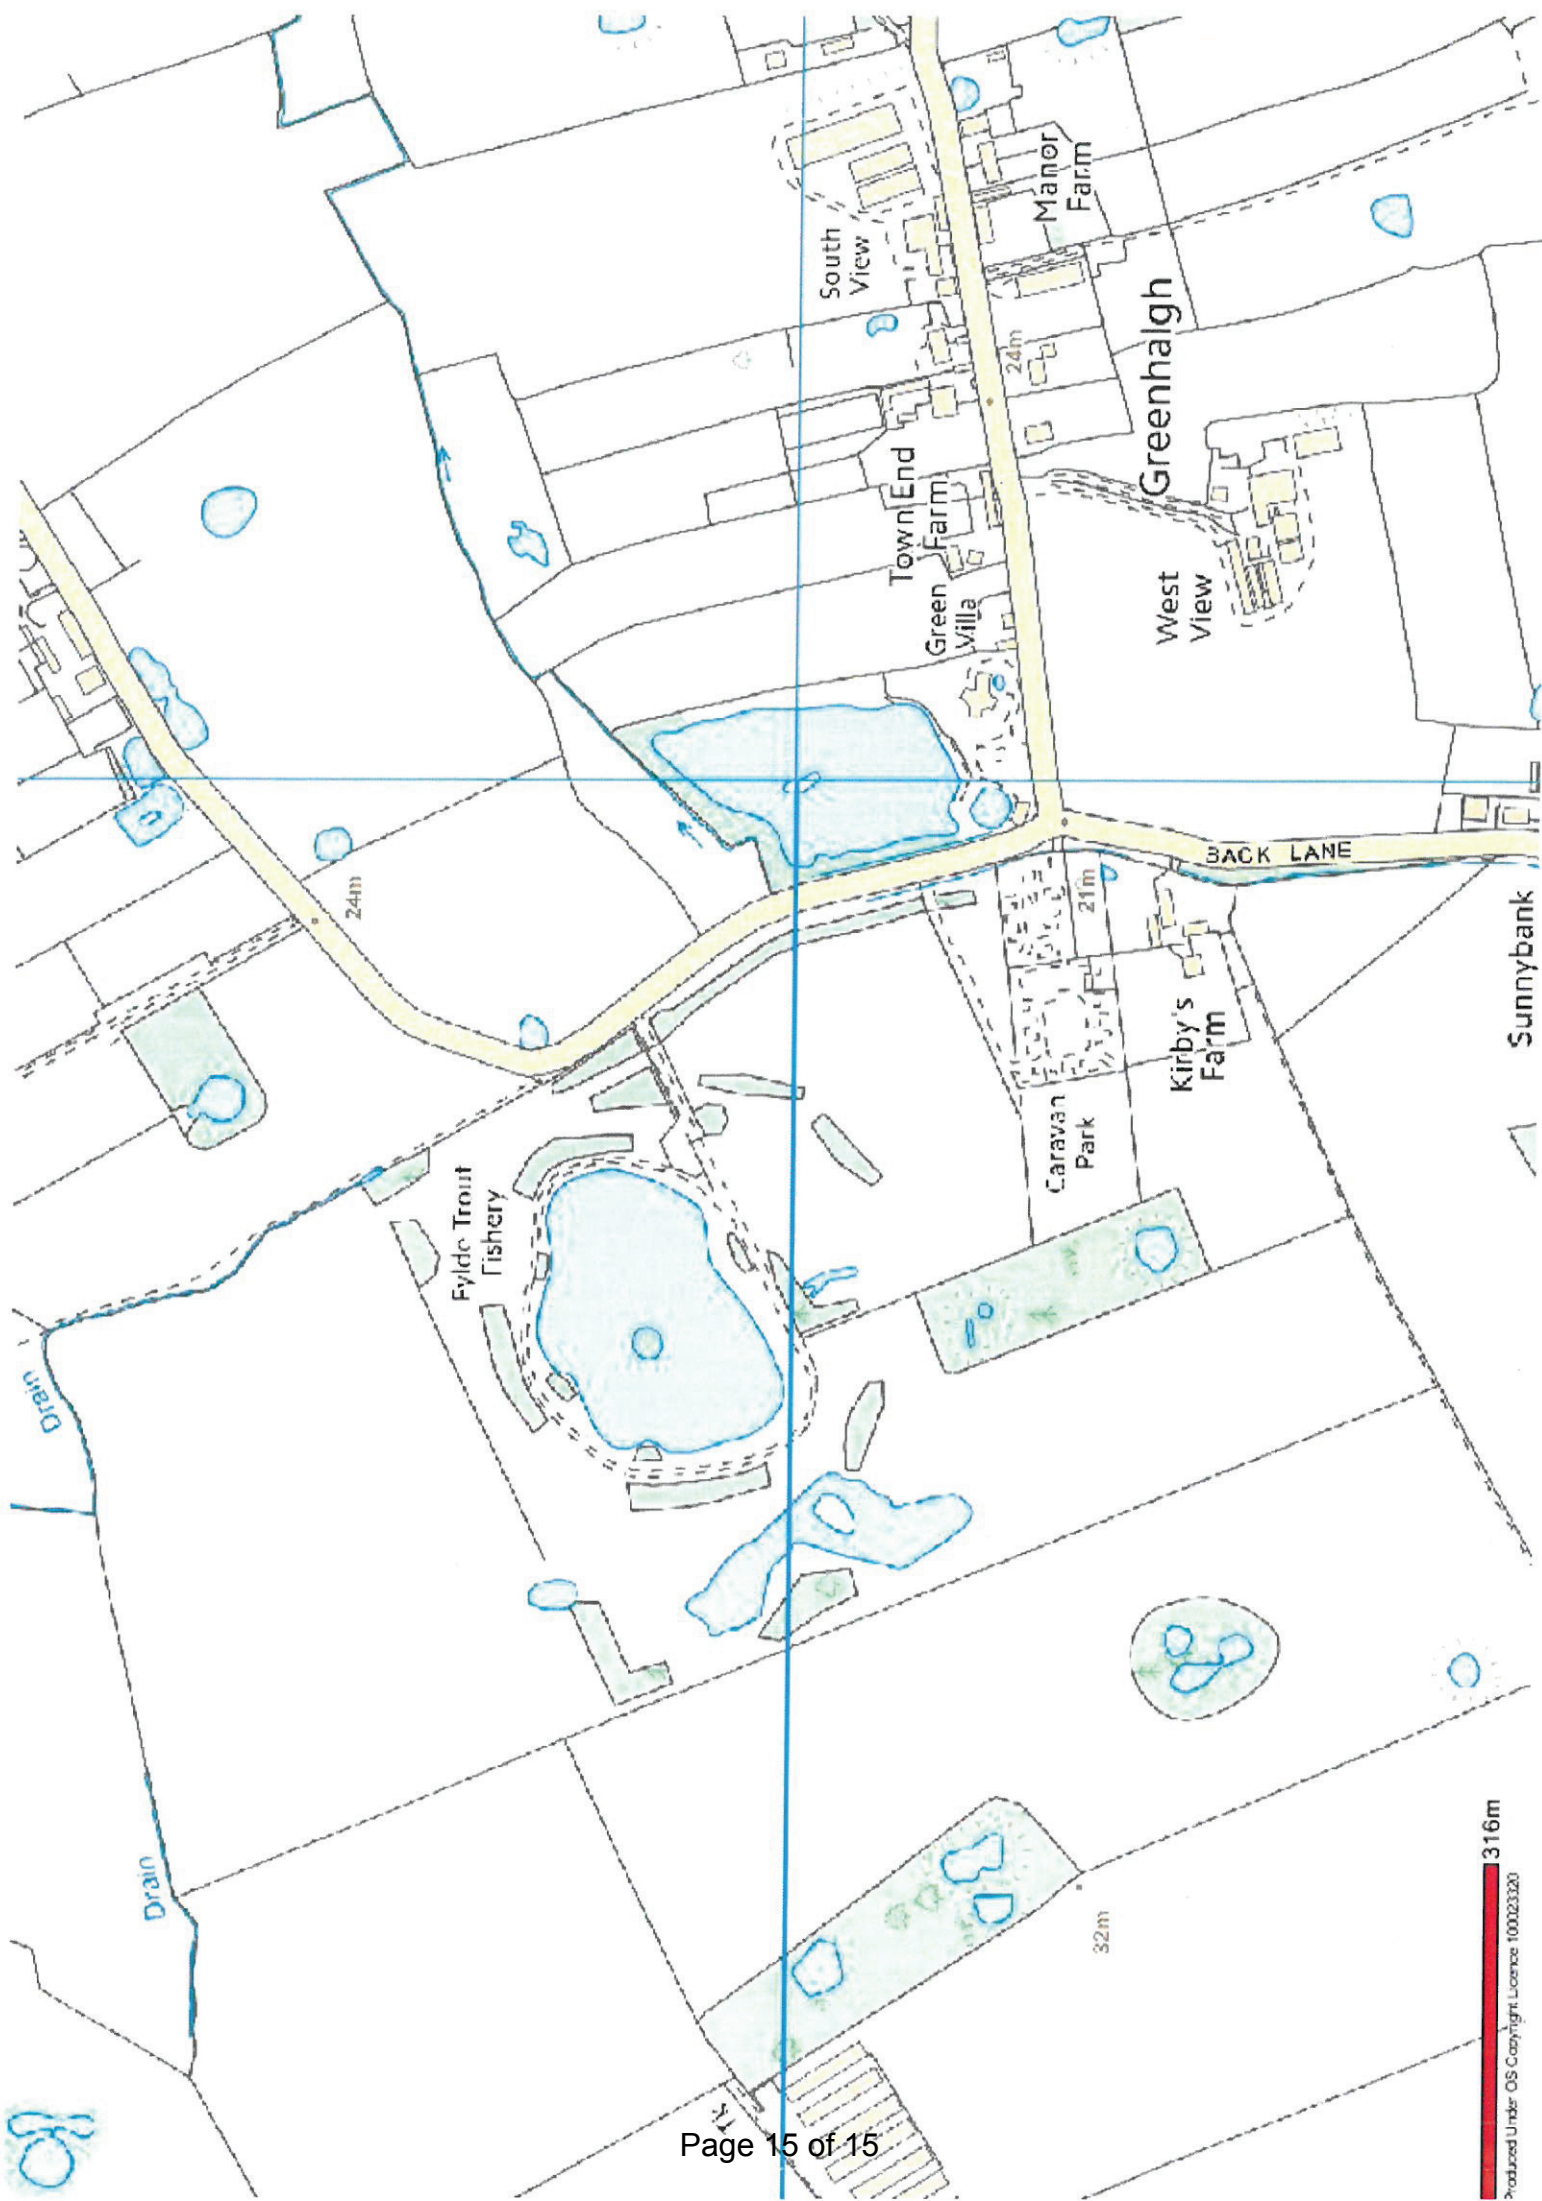 Drain
Drain
24m
Fylde Trout
Fishery
South
View
Manor
Farm
24m
Greenhalgh
Town End
Farm
Green
Villa
West
View
BACK LANE
21m
Kirby's
Farm
Caravan
Park
Sunnybank
32m
316m
Produced Under OS Copyright Licence 100023320
Page 15 of 15